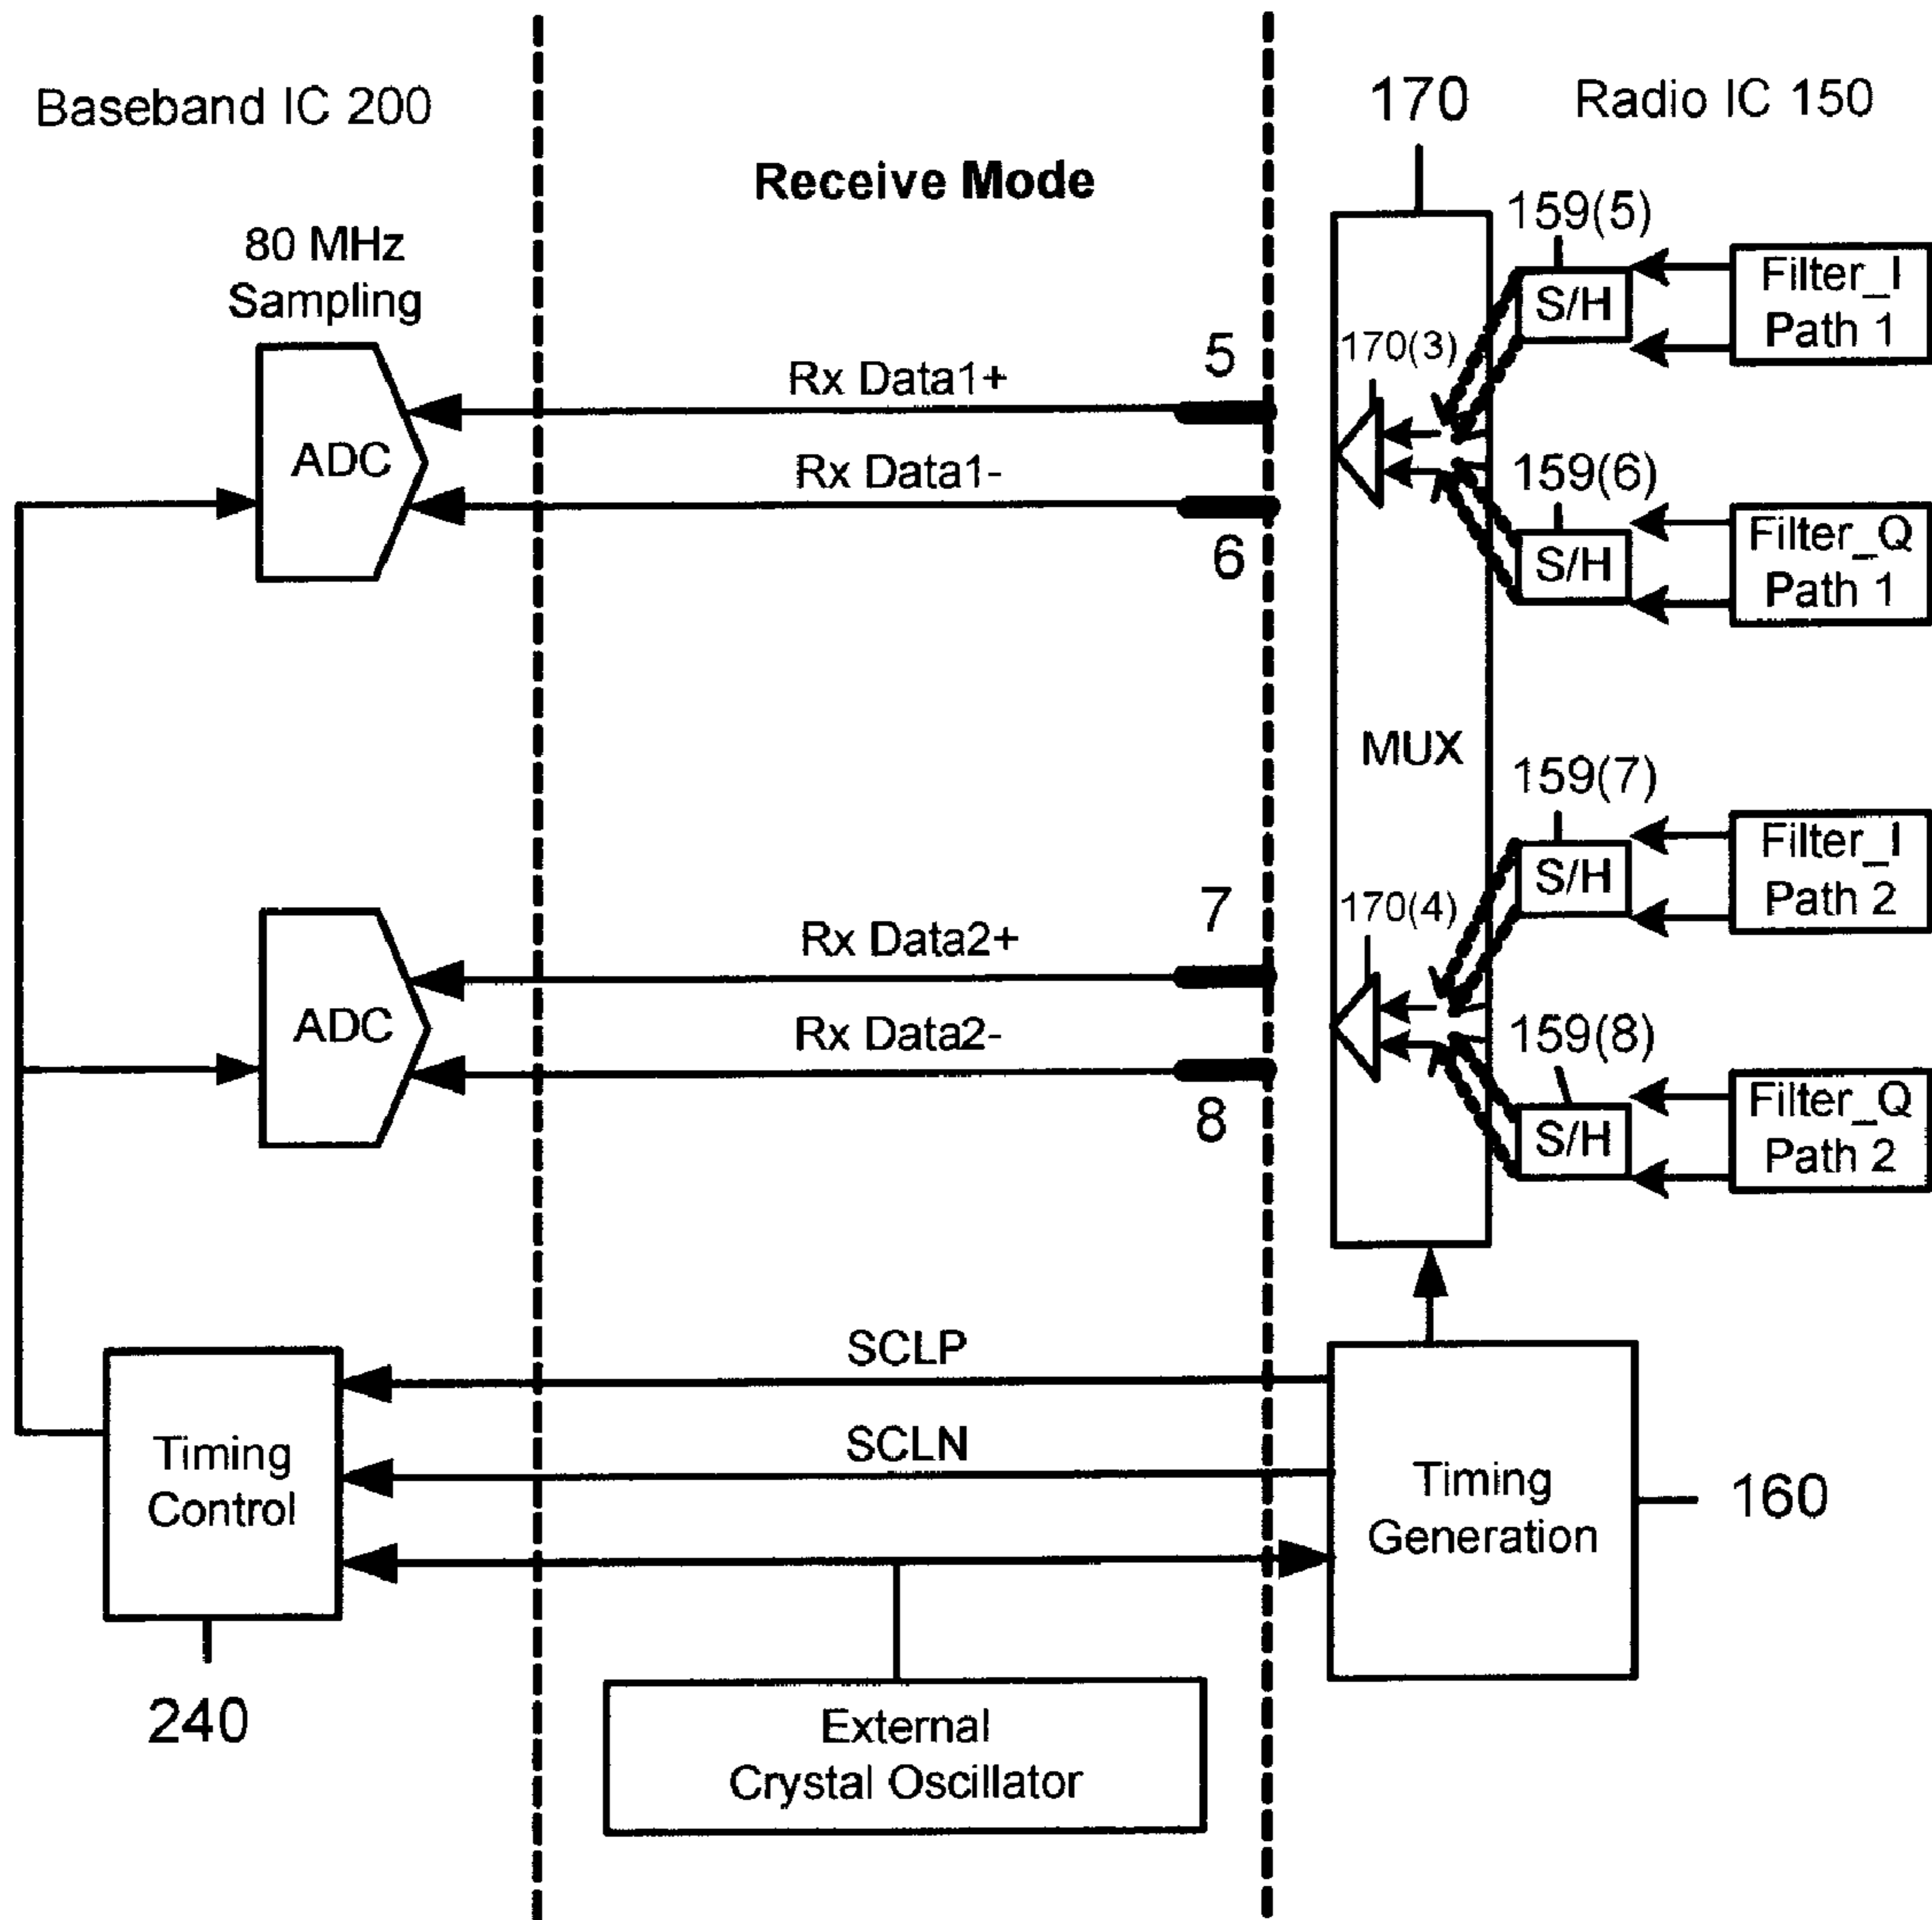 Baseband IC 200
170
Radio IC 150
Receive Mode
80 MHz
Sampling
159(5)
Filter_I
Path 1
S/H
5
170(3)
Rx Data1+
ADC
Rx Data1-
6
159(6)
Filter_Q
Path 1
S/H
MUX
159(7)
Filter_I
Path 2
S/H
7
170(4)
Rx Data2+
ADC
Rx Data2-
8
159(8)
Filter_Q
Path 2
S/H
SCLP
SCLN
Timing
Control
Timing
Generation
160
240
External
Crystal Oscillator